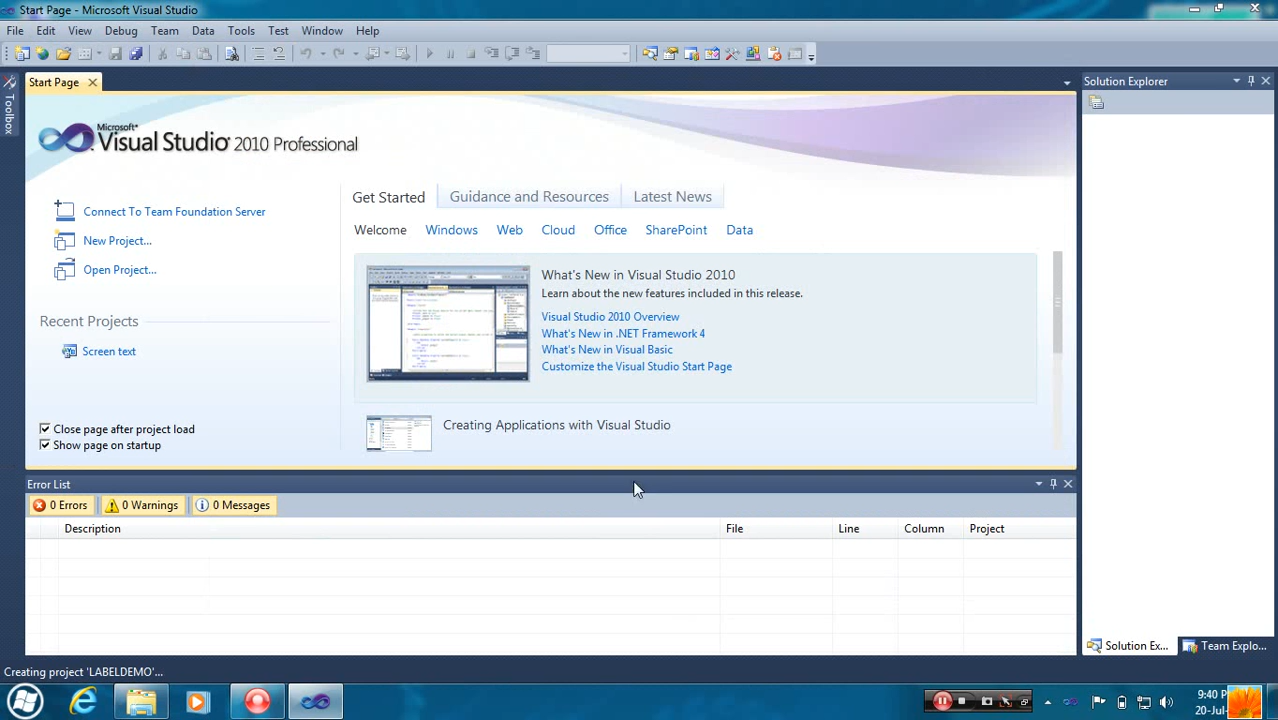 Start Page - Microsoft Visual Studio
File Edit View Debug Team Data Tools Test Window Help
Toolbox
Start Page
Microsoft
Visual Studio 2010 Professional
Connect To Team Foundation Server
New Project...
Open Project...
Recent Projects
Screen text
Close page after project load
Show page on startup
Get Started Guidance and Resources Latest News
Welcome Windows Web Cloud Office SharePoint Data
What's New in Visual Studio 2010
Learn about the new features included in this release.
Visual Studio 2010 Overview
What's New in .NET Framework 4
What's New in Visual Basic
Customize the Visual Studio Start Page
Creating Applications with Visual Studio
Solution Explorer
Error List
0 Errors 0 Warnings 0 Messages
Description File Line Column Project
Solution Ex... Team Explo...
Creating project 'LABELDEMO'...
9:40 P
20-Jul-